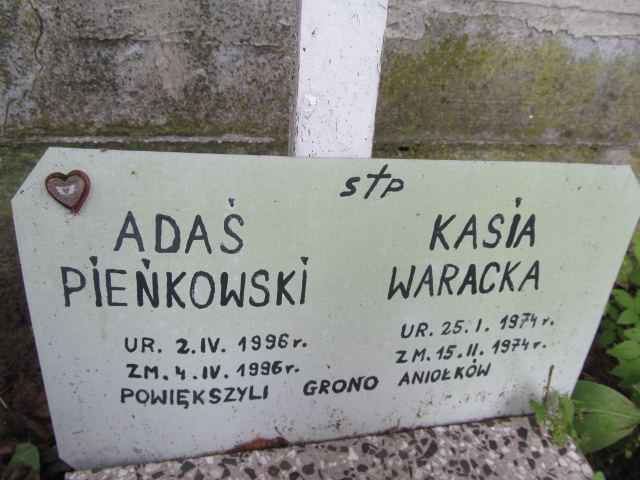 S†P
ADAŚ
PIEŃKOWSKI
UR. 2.IV. 1996r.
ZM. 4.IV. 1996r.
KASIA
WARACKA
UR. 25.I. 1974r.
ZM. 15.II. 1974r.
POWIĘKSZYLI GRONO ANIOŁKÓW